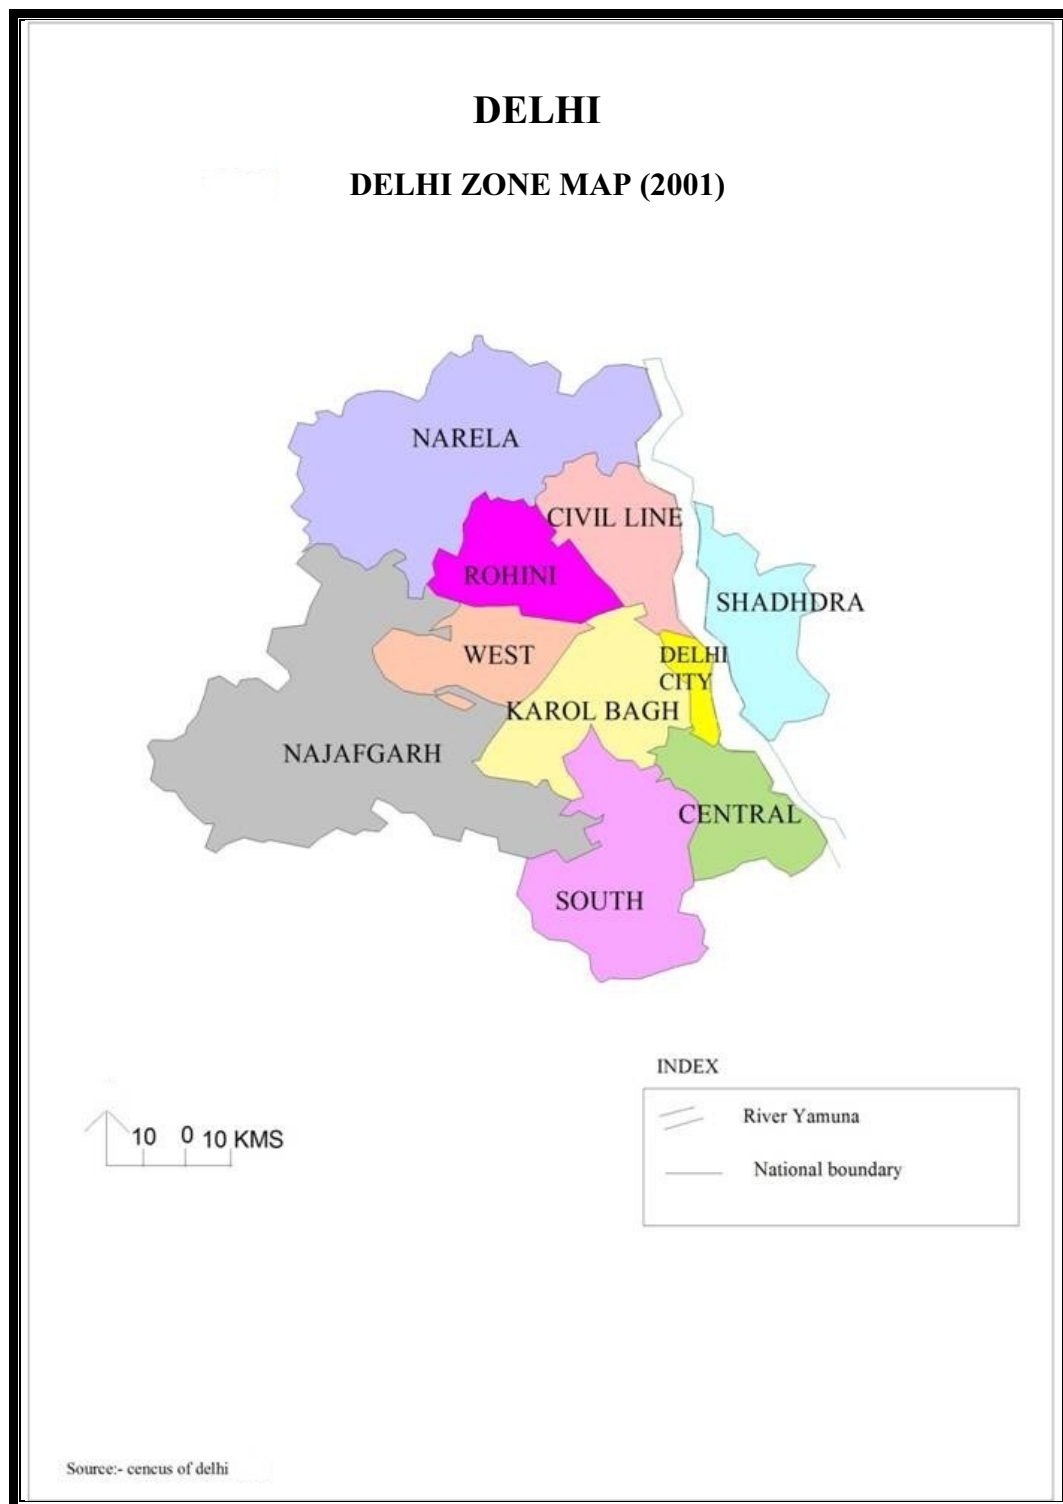 DELHI
DELHI ZONE MAP (2001)
NARELA
CIVIL LINE
ROHINI
SHADHDRA
WEST
DELHI
CITY
KAROL BAGH
NAJAFGARH
CENTRAL
SOUTH
INDEX
River Yamuna
National boundary
10 0 10 KMS
Source:- cencus of delhi